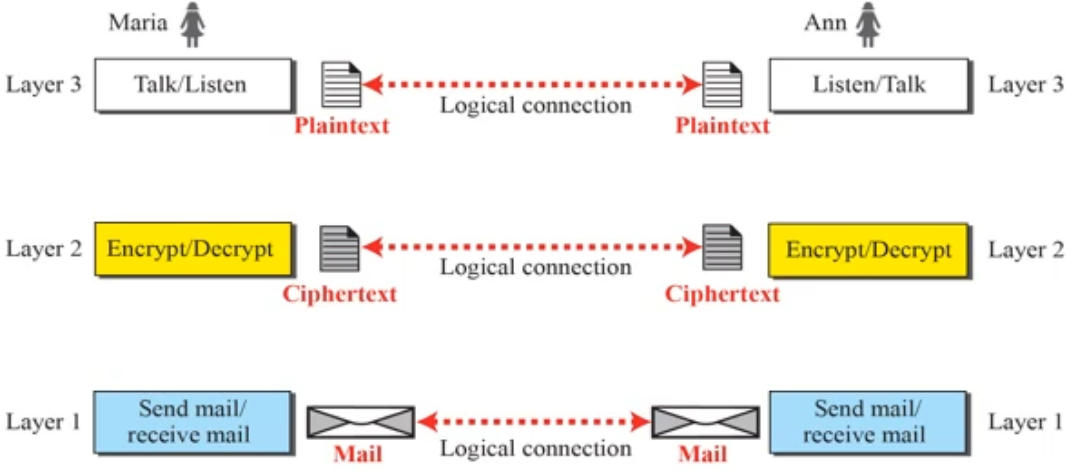 Maria
Ann
Layer 3
Talk/Listen
Logical connection
Listen/Talk
Layer 3
Plaintext
Plaintext
Layer 2
Encrypt/Decrypt
Logical connection
Encrypt/Decrypt
Layer 2
Ciphertext
Ciphertext
Layer 1
Send mail/
receive mail
Logical connection
Send mail/
receive mail
Layer 1
Mail
Mail